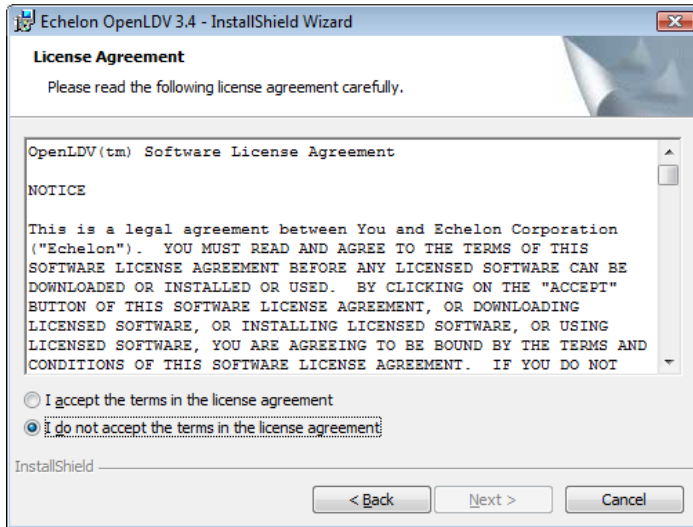 Echelon OpenLDV 3.4 - InstallShield Wizard
License Agreement
Please read the following license agreement carefully.
OpenLDV(tm) Software License Agreement
NOTICE
This is a legal agreement between You and Echelon Corporation
("Echelon").  YOU MUST READ AND AGREE TO THE TERMS OF THIS
SOFTWARE LICENSE AGREEMENT BEFORE ANY LICENSED SOFTWARE CAN BE
DOWNLOADED OR INSTALLED OR USED.  BY CLICKING ON THE "ACCEPT"
BUTTON OF THIS SOFTWARE LICENSE AGREEMENT, OR DOWNLOADING
LICENSED SOFTWARE, OR INSTALLING LICENSED SOFTWARE, OR USING
LICENSED SOFTWARE, YOU ARE AGREEING TO BE BOUND BY THE TERMS AND
CONDITIONS OF THIS SOFTWARE LICENSE AGREEMENT.  IF YOU DO NOT
I accept the terms in the license agreement
I do not accept the terms in the license agreement
InstallShield
< Back
Next >
Cancel